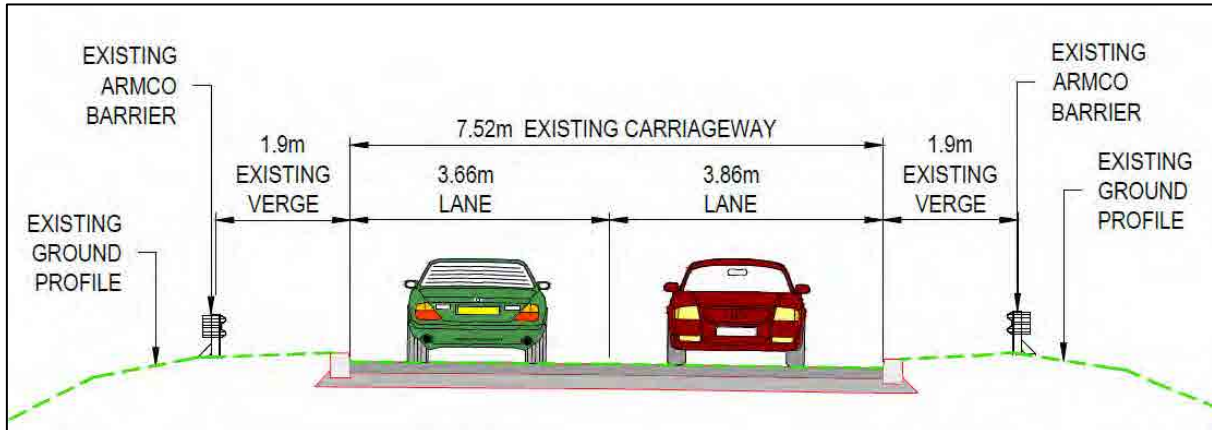 EXISTING
ARMCO
BARRIER
1.9m
EXISTING
VERGE
EXISTING
GROUND
PROFILE
7.52m EXISTING CARRIAGEWAY
3.66m
LANE
3.86m
LANE
1.9m
EXISTING
VERGE
EXISTING
ARMCO
BARRIER
EXISTING
GROUND
PROFILE